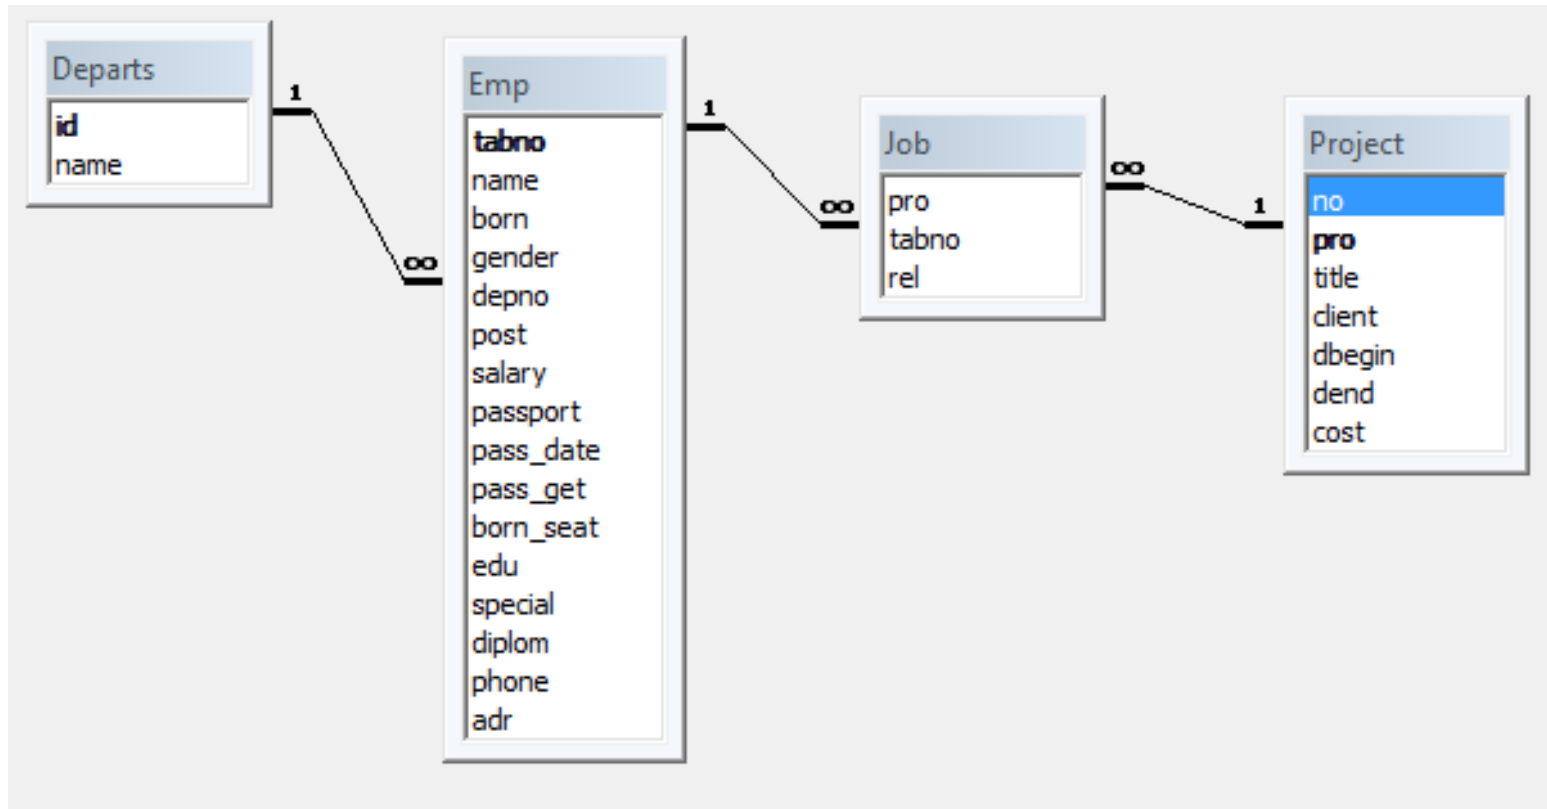 Departs
id
name
1
∞
Emp
tabno
name
born
gender
depno
post
salary
passport
pass_date
pass_get
born_seat
edu
special
diplom
phone
adr
1
∞
Job
pro
tabno
rel
∞
1
Project
no
pro
title
client
dbegin
dend
cost